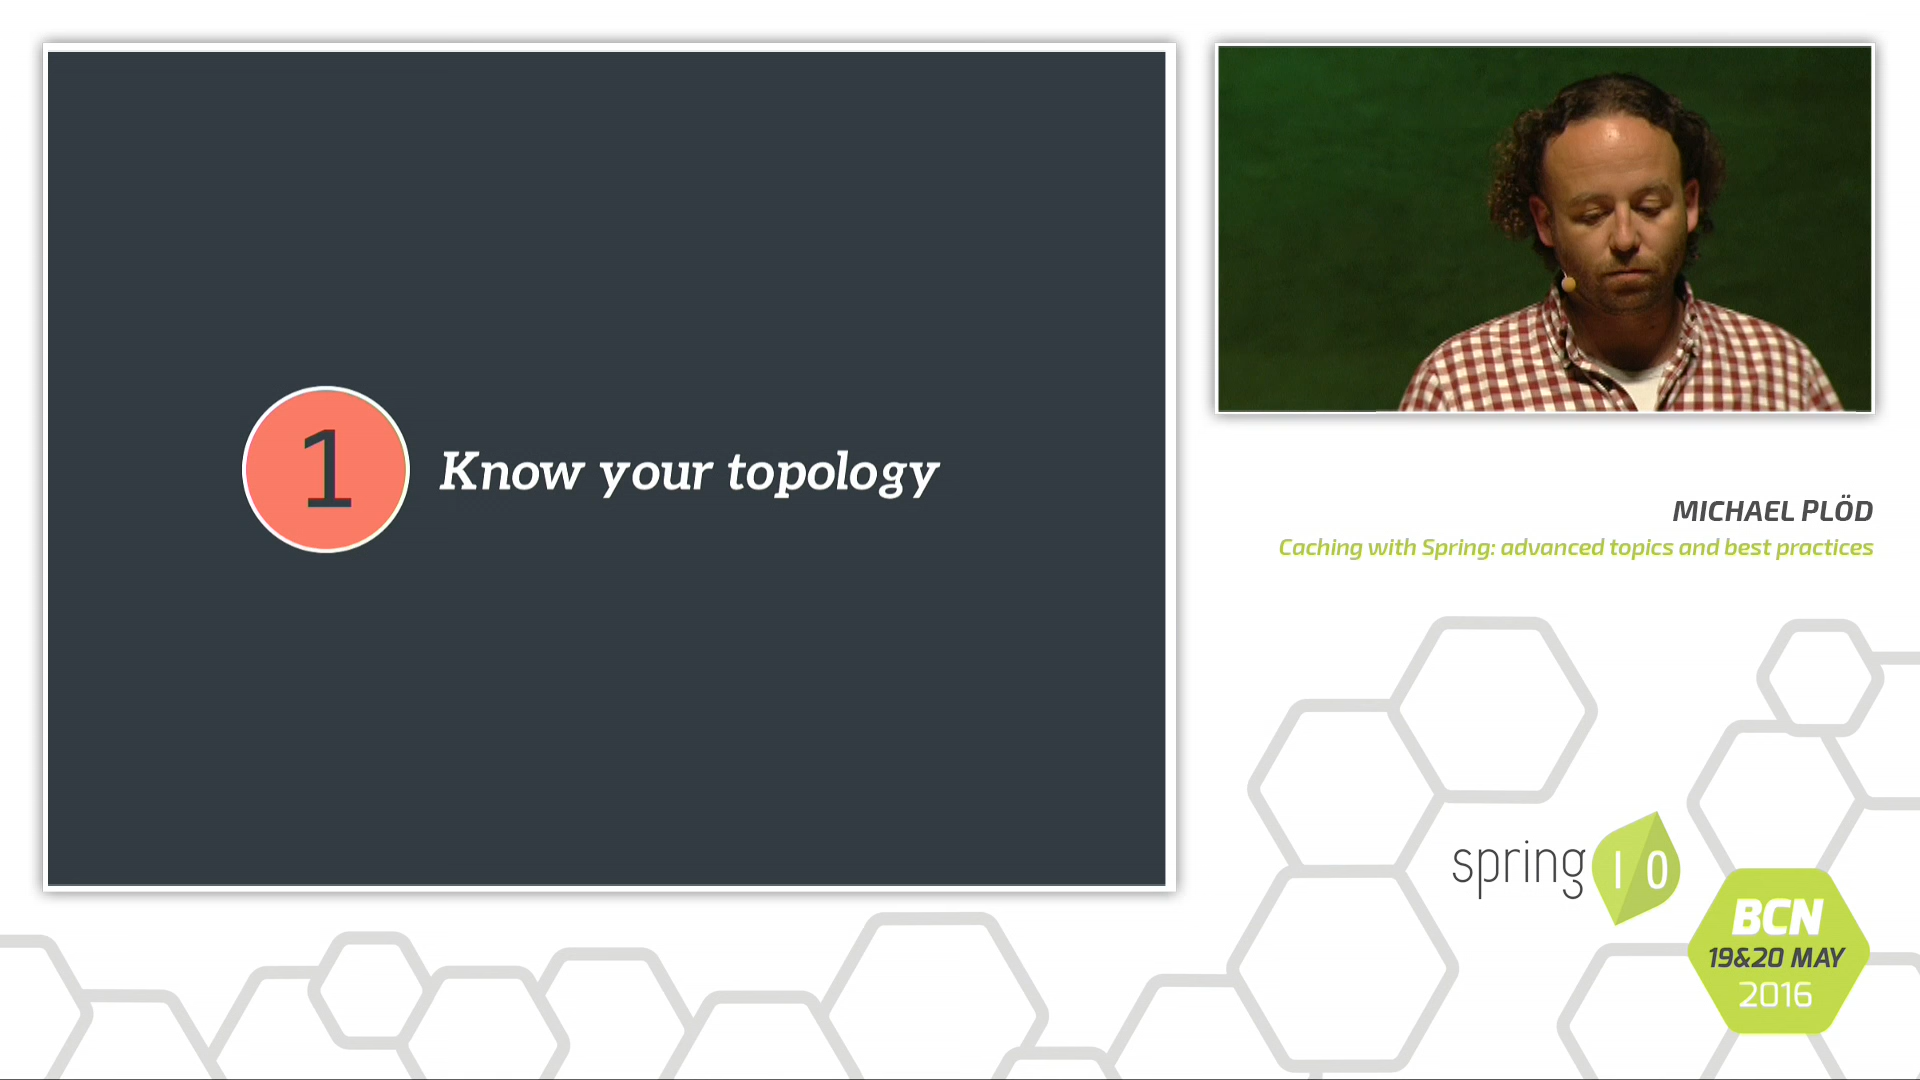 1
Know your topology
MICHAEL PLÖD
Caching with Spring: advanced topics and best practices
spring I O
BCN
19&20 MAY
2016